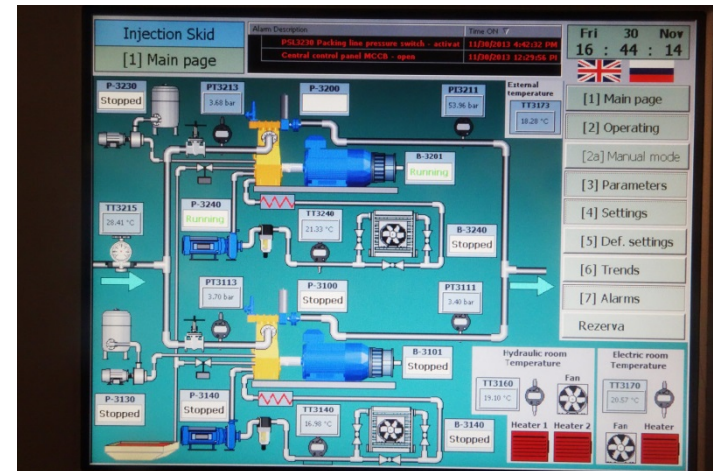 Injection Skid
[1] Main page
Alarm Description
Time ON
PSL3230 Packing line pressure switch - activat 11/30/2013 4:42:32 PM
Central control panel MCCB - open 11/30/2013 12:29:56 PM
Fri 30 Nov
16 : 44 : 14
[1] Main page
[2] Operating
[2a] Manual mode
[3] Parameters
[4] Settings
[5] Def. settings
[6] Trends
[7] Alarms
Rezerva
P-3230
Stopped
PT3213
3.68 bar
P-3200
PI3211
53.96 bar
External
temperature
TT3173
18.28 °C
B-3201
Running
TT3215
P-3240
Running
TT3240
21.33 °C
B-3240
Stopped
PT3113
3.70 bar
P-3100
Stopped
PT3111
3.40 bar
B-3101
Stopped
P-3130
Stopped
P-3140
Stopped
TT3140
16.90 °C
B-3140
Stopped
Hydraulic room
Temperature
TT3160
19.10 °C
Fan
Heater 1 Heater 2
Electric room
Temperature
TT3170
20.57 °C
Fan Heater